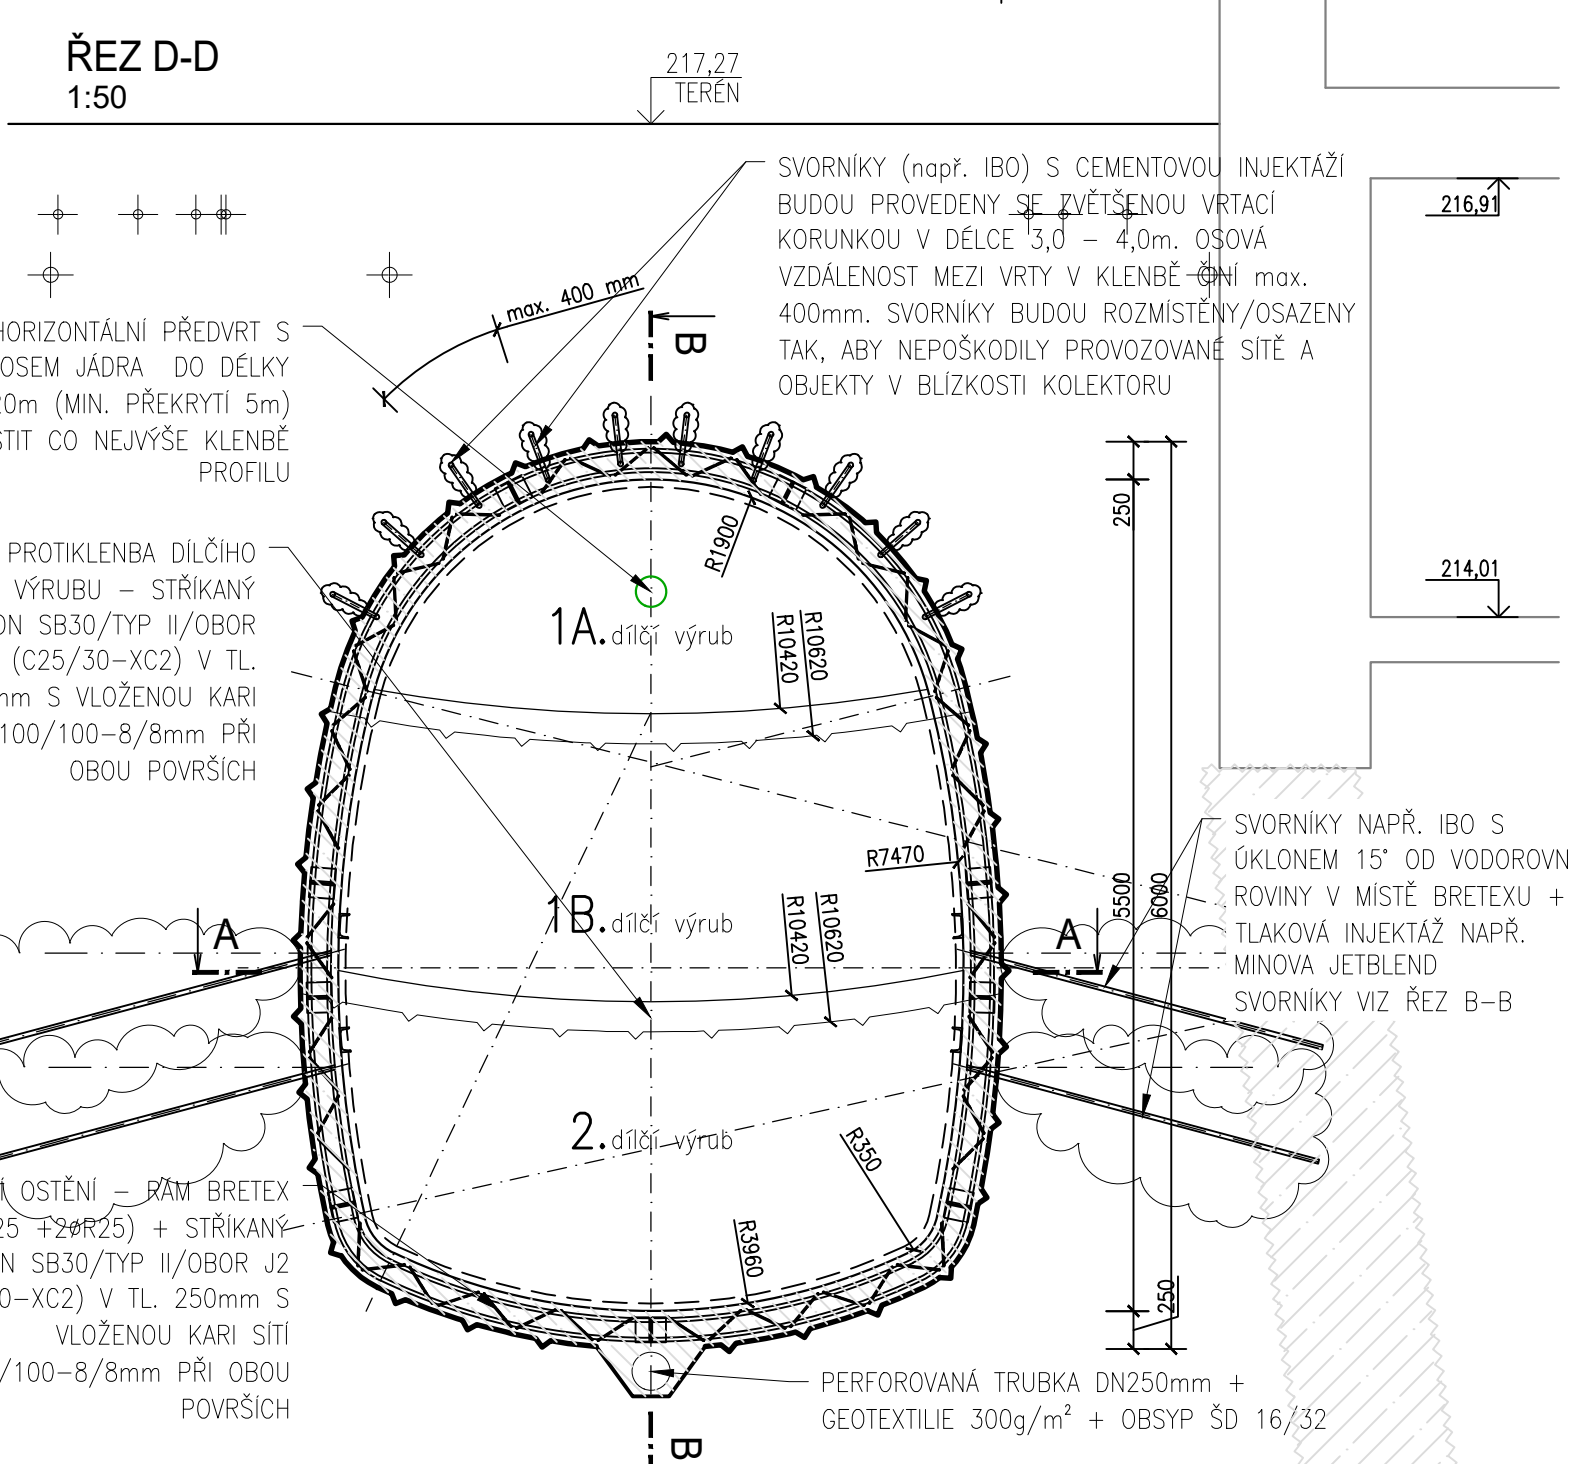 ŘEZ D-D
1:50
217,27
TERÉN
SVORNÍKY (např. IBO) S CEMENTOVOU INJEKTÁŽÍ
BUDOU PROVEDENY SE ZVĚTŠENOU VRTACÍ
KORUNKOU V DÉLCE 3,0 – 4,0m. OSOVÁ
VZDÁLENOST MEZI VRTY V KLENBĚ ČINÍ max.
400mm. SVORNÍKY BUDOU ROZMÍSTĚNY/OSAZENY
TAK, ABY NEPOŠKODILY PROVOZOVANÉ SÍTĚ A
OBJEKTY V BLÍZKOSTI KOLEKTORU
216,91
214,01
max. 400 mm
B
HORIZONTÁLNÍ PŘEDVRT S
OSEM JÁDRA DO DÉLKY
20m (MIN. PŘEKRYTÍ 5m)
STIT CO NEJVÝŠE KLENBĚ
PROFILU
PROTIKLENBA DÍLČÍHO
VÝRUBU – STŘÍKANÝ
ON SB30/TYP II/OBOR
(C25/30-XC2) V TL.
mm S VLOŽENOU KARI
100/100-8/8mm PŘI
OBOU POVRŠÍCH
R1900
1A. dílčí výrub
R10420
R10620
R7470
1B. dílčí výrub
R10420
R10620
A
A
250
5500
6000
250
SVORNÍKY NAPŘ. IBO S
ÚKLONEM 15° OD VODOROVN
ROVINY V MÍSTĚ BRETEXU +
TLAKOVÁ INJEKTÁŽ NAPŘ.
MINOVA JETBLEND
SVORNÍKY VIZ ŘEZ B-B
2. dílčí výrub
R350
R3960
Í OSTĚNÍ – RÁM BRETEX
25 +2øR25) + STŘÍKANÝ
ON SB30/TYP II/OBOR J2
0-XC2) V TL. 250mm S
VLOŽENOU KARI SÍTÍ
/100-8/8mm PŘI OBOU
POVRŠÍCH
PERFOROVANÁ TRUBKA DN250mm +
GEOTEXTILIE 300g/m² + OBSYP ŠD 16/32
B